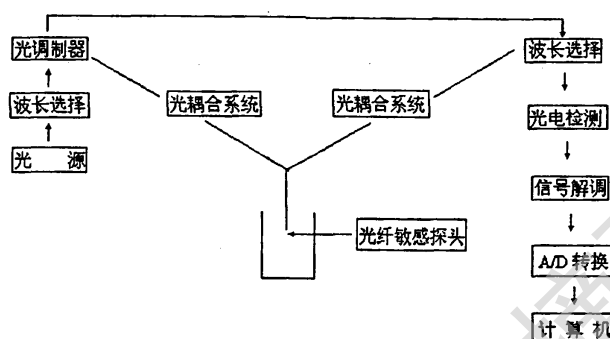 光调制器
波长选择
波长选择
光耦合系统
光耦合系统
光电检测
光 源
信号解调
光纤敏感探头
A/D 转换
计 算 机